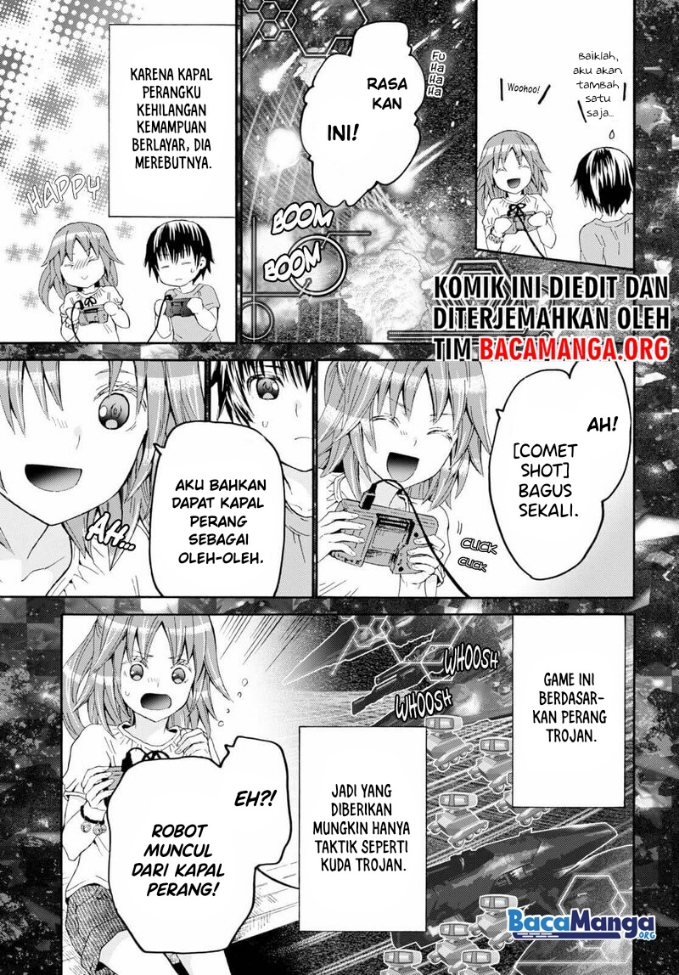 Baiklah,
aku akan
tambah
satu
saja...
Woohoo!
FU
HA HA
HA HA
RASA
KAN
INI!
BOOM
BOOM
KARENA KAPAL
PERANGKU
KEHILANGAN
KEMAMPUAN
BERLAYAR, DIA
MEREBUTNYA.
HAPPY
KOMIK INI DIEDIT DAN
DITERJEMAHKAN OLEH
TIM BACAMANGA.ORG
AH!
[COMET
SHOT]
BAGUS
SEKALI.
CLICK
CLICK
AKU BAHKAN
DAPAT KAPAL
PERANG
SEBAGAI
OLEH-OLEH.
AH...
GAME INI
BERDASAR-
KAN PERANG
TROJAN.
WHOOSH
WHOOSH
JADI YANG
DIBERIKAN
MUNGKIN HANYA
TAKTIK SEPERTI
KUDA TROJAN.
EH?!
ROBOT
MUNCUL
DARI KAPAL
PERANG!
BacaManga
.ORG